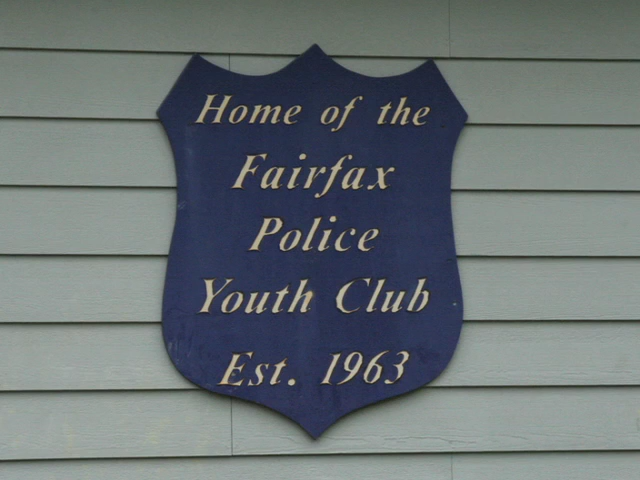 Home of the
Fairfax
Police
Youth Club
Est. 1963